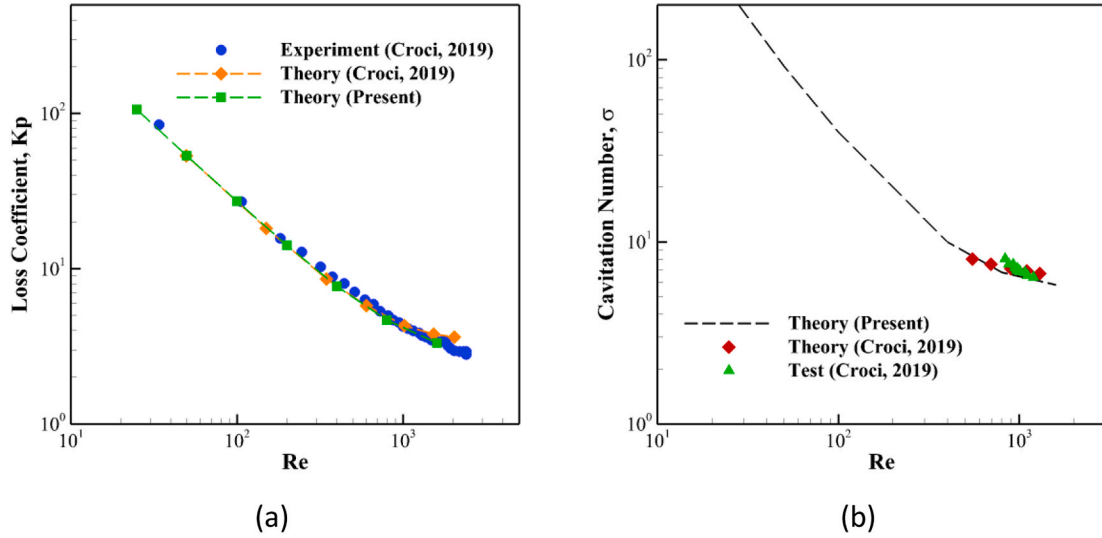 Experiment (Croci, 2019)
Theory (Croci, 2019)
Theory (Present)
Loss Coefficient, Kp
10²
10¹
10⁰
10¹
10²
10³
Re
(a)
Cavitation Number, σ
10²
10¹
10⁰
Theory (Present)
Theory (Croci, 2019)
Test (Croci, 2019)
10¹
10²
10³
Re
(b)